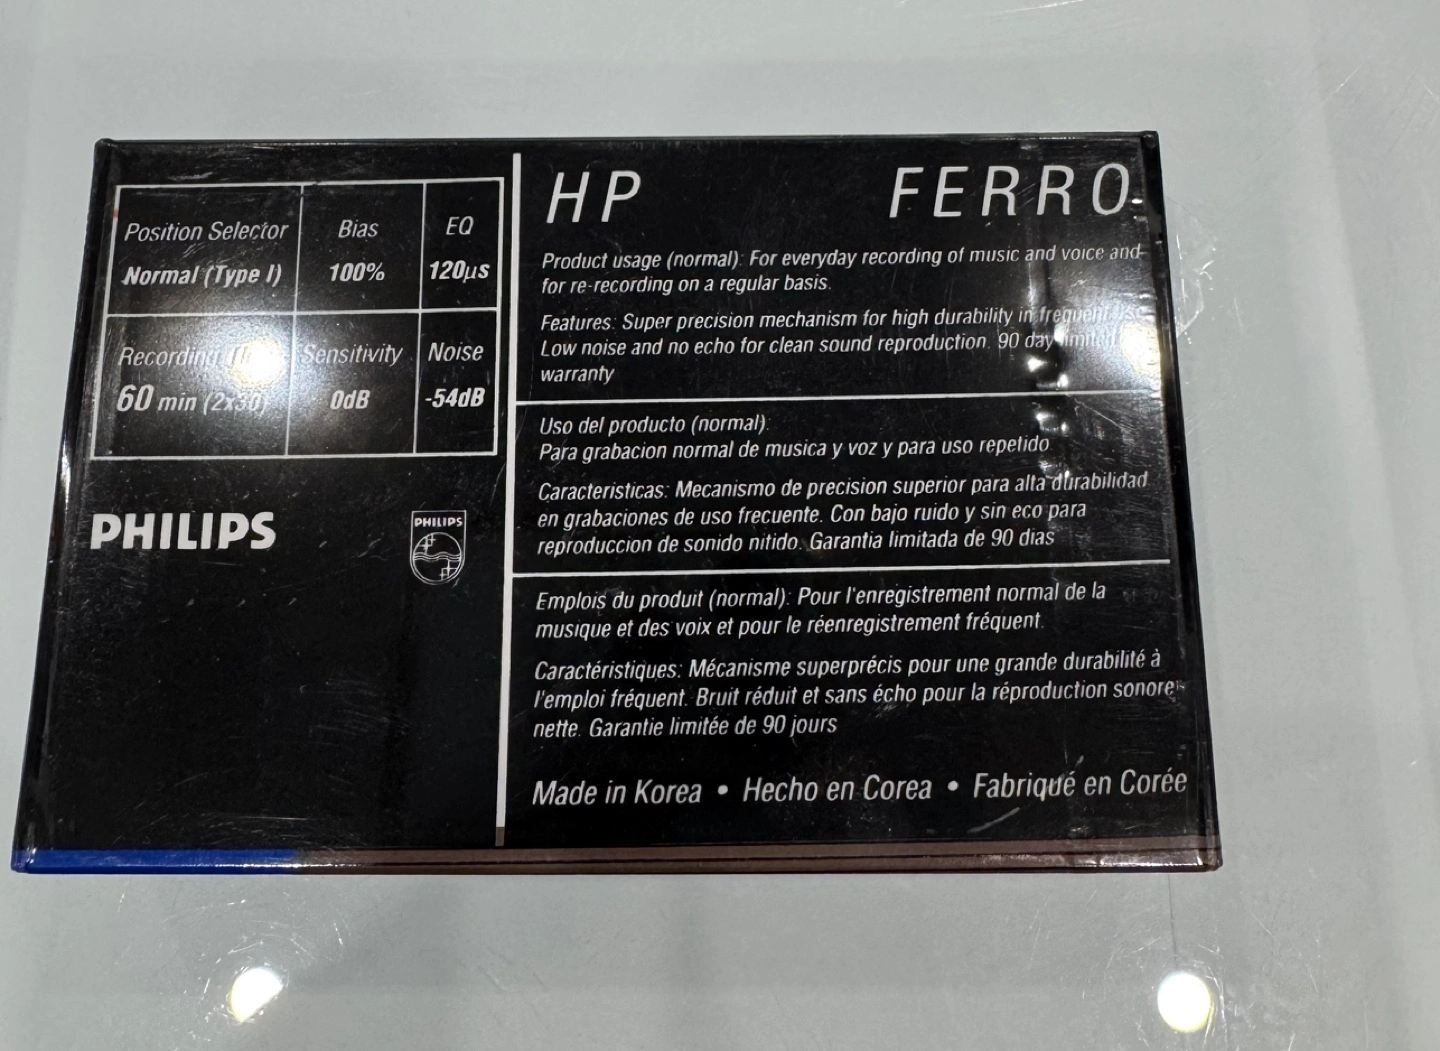 Position Selector
Normal (Type I)
Bias
100%
EQ
120µs
Recording
60 min (2x30)
Sensitivity
0dB
Noise
-54dB
PHILIPS
PHILIPS
HP FERRO
Product usage (normal): For everyday recording of music and voice and
for re-recording on a regular basis.
Features: Super precision mechanism for high durability in frequent use
Low noise and no echo for clean sound reproduction. 90 day limited
warranty
Uso del producto (normal):
Para grabacion normal de musica y voz y para uso repetido
Caracteristicas: Mecanismo de precision superior para alta durabilidad
en grabaciones de uso frecuente. Con bajo ruido y sin eco para
reproduccion de sonido nitido. Garantia limitada de 90 dias
Emplois du produit (normal): Pour l'enregistrement normal de la
musique et des voix et pour le réenregistrement fréquent.
Caractéristiques: Mécanisme superprécis pour une grande durabilité à
l'emploi fréquent. Bruit réduit et sans écho pour la réproduction sonore
nette. Garantie limitée de 90 jours
Made in Korea • Hecho en Corea • Fabriqué en Corée